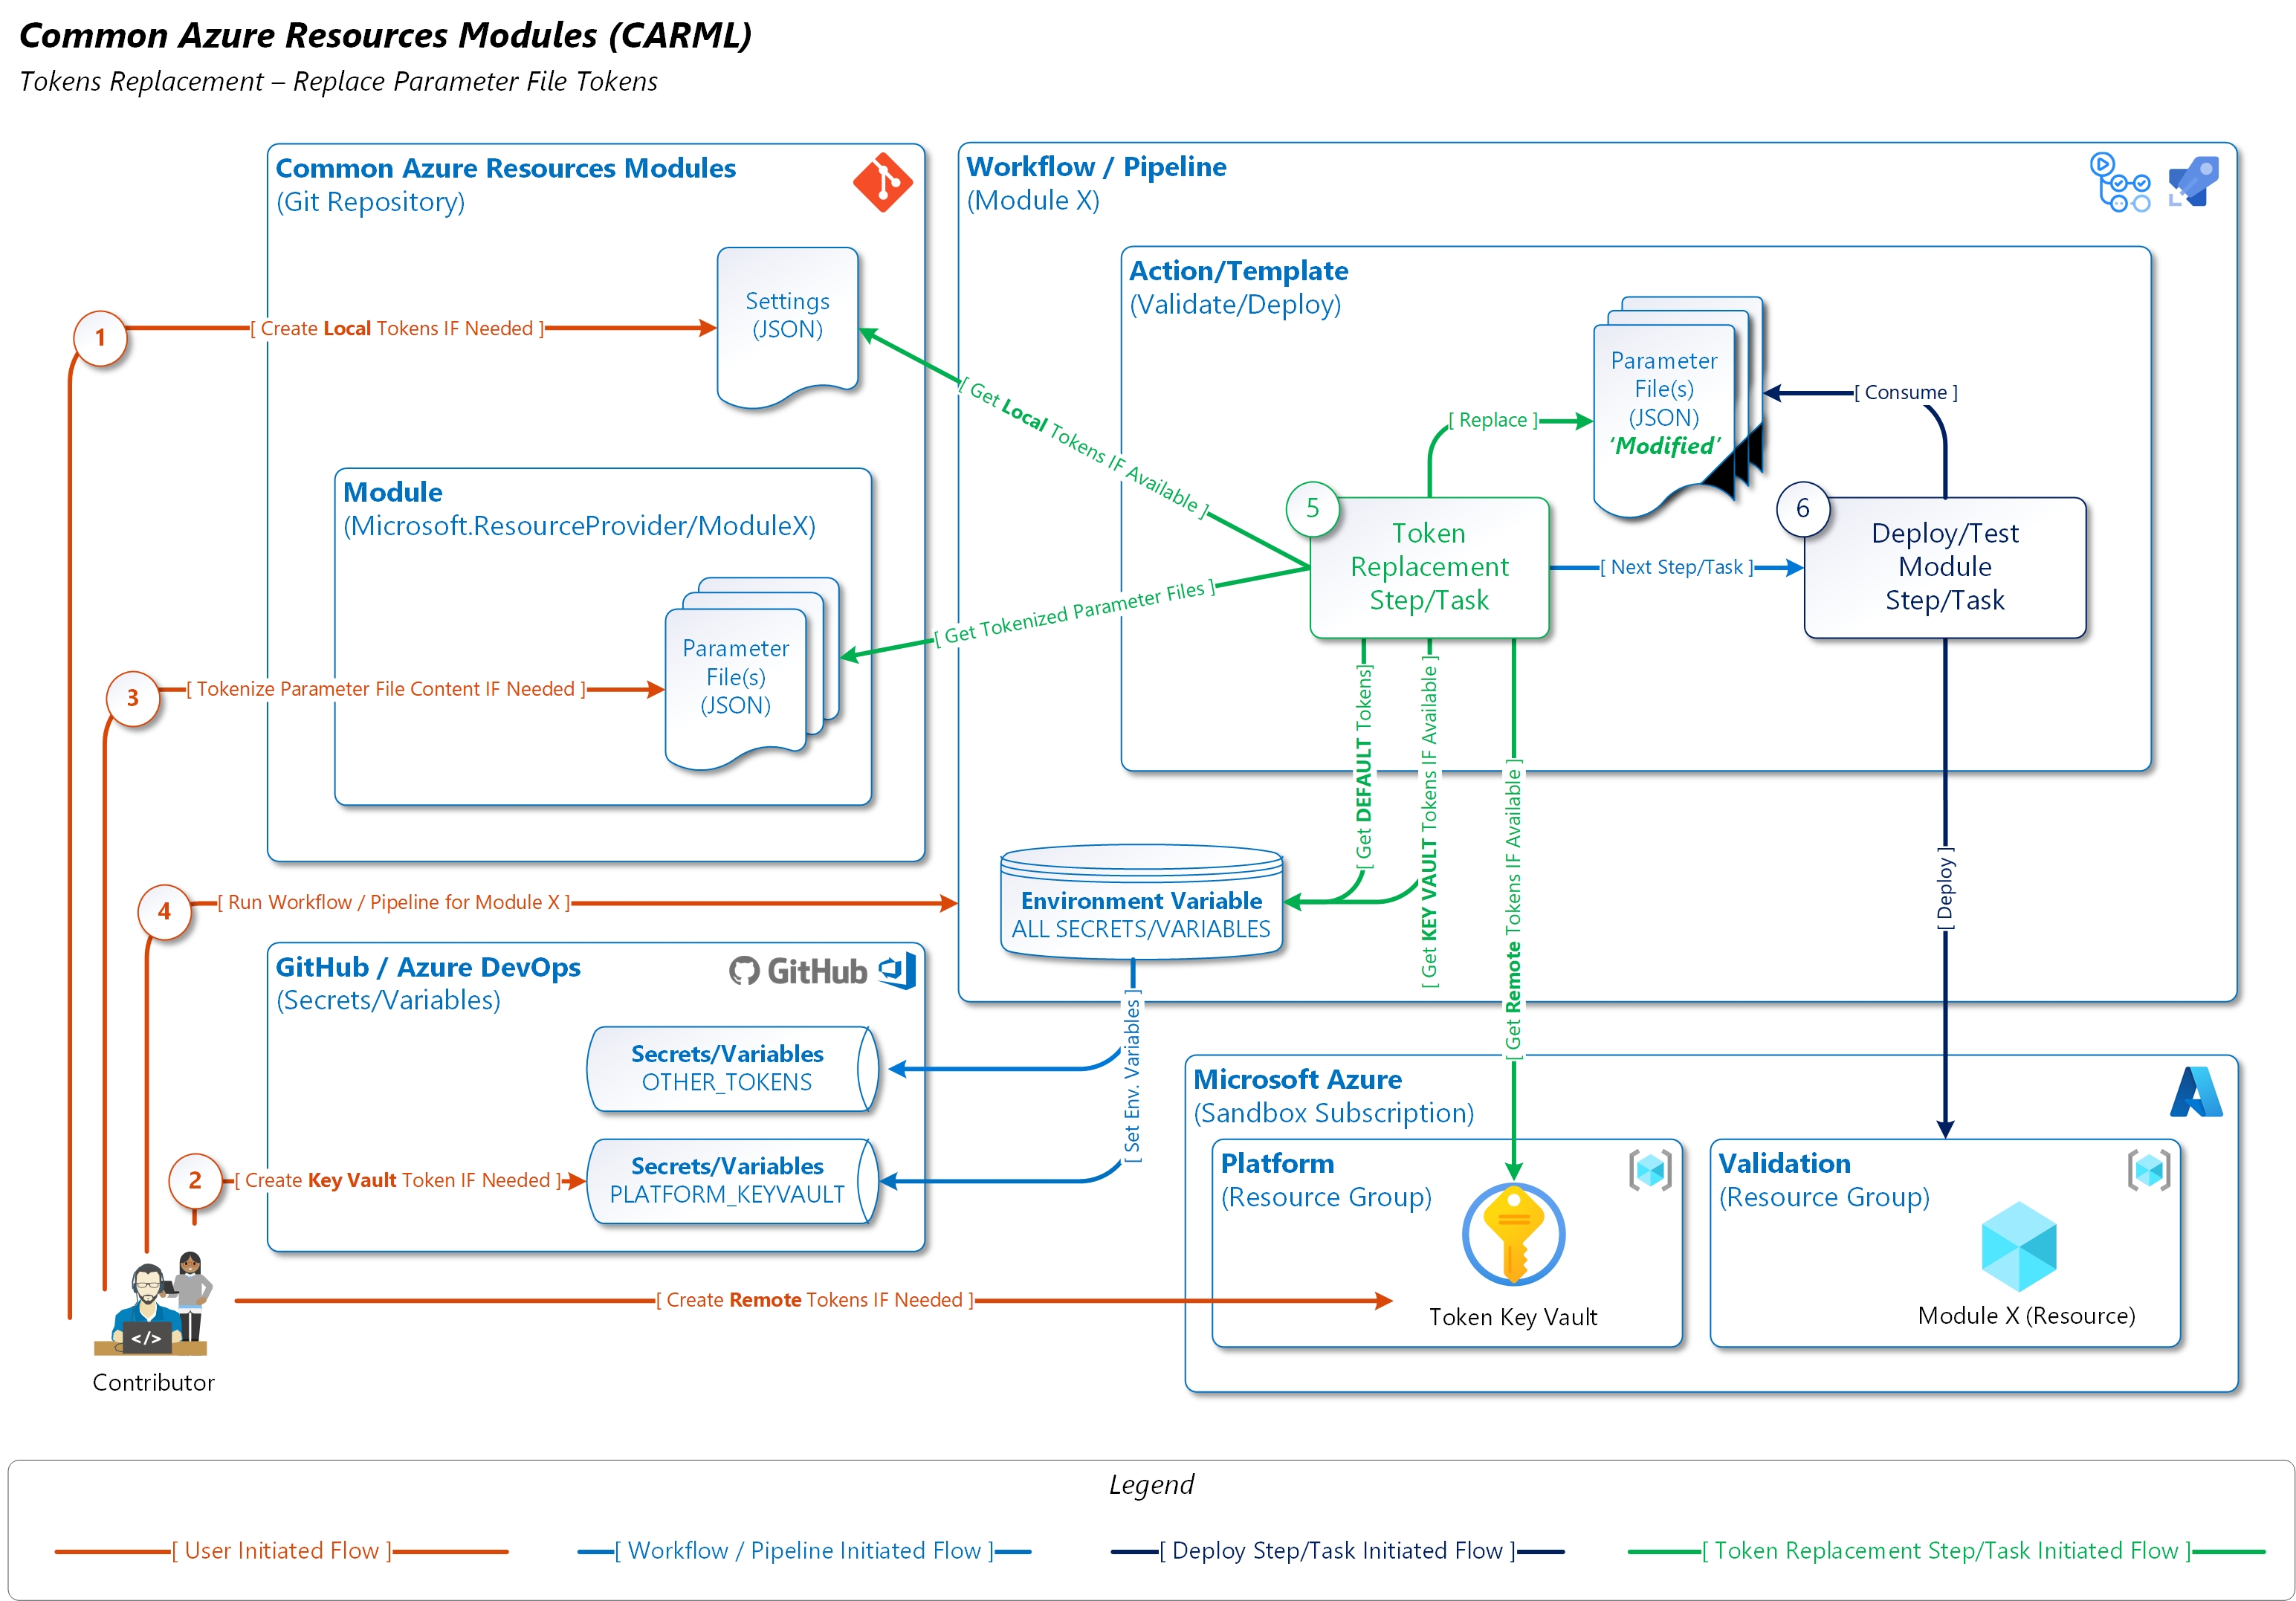 Common Azure Resources Modules (CARML)
Tokens Replacement – Replace Parameter File Tokens
Common Azure Resources Modules
(Git Repository)
1
[ Create Local Tokens IF Needed ]
Settings
(JSON)
Module
(Microsoft.ResourceProvider/ModuleX)
3
[ Tokenize Parameter File Content IF Needed ]
Parameter
File(s)
(JSON)
Workflow / Pipeline
(Module X)
Action/Template
(Validate/Deploy)
[ Get Local Tokens IF Available ]
[ Get Tokenized Parameter Files ]
[ Replace ]
Parameter
File(s)
(JSON)
‘Modified’
[ Consume ]
5
Token
Replacement
Step/Task
[ Next Step/Task ]
6
Deploy/Test
Module
Step/Task
[ Get DEFAULT Tokens]
[ Get KEY VAULT Tokens IF Available ]
[ Get Remote Tokens IF Available ]
[ Deploy ]
4
[ Run Workflow / Pipeline for Module X ]
Environment Variable
ALL SECRETS/VARIABLES
[ Set Env. Variables ]
GitHub / Azure DevOps
(Secrets/Variables)
GitHub
Secrets/Variables
OTHER_TOKENS
2
[ Create Key Vault Token IF Needed ]
Secrets/Variables
PLATFORM_KEYVAULT
Microsoft Azure
(Sandbox Subscription)
Platform
(Resource Group)
Token Key Vault
Validation
(Resource Group)
Module X (Resource)
[ Create Remote Tokens IF Needed ]
</>
Contributor
Legend
[ User Initiated Flow ]
[ Workflow / Pipeline Initiated Flow ]
[ Deploy Step/Task Initiated Flow ]
[ Token Replacement Step/Task Initiated Flow ]